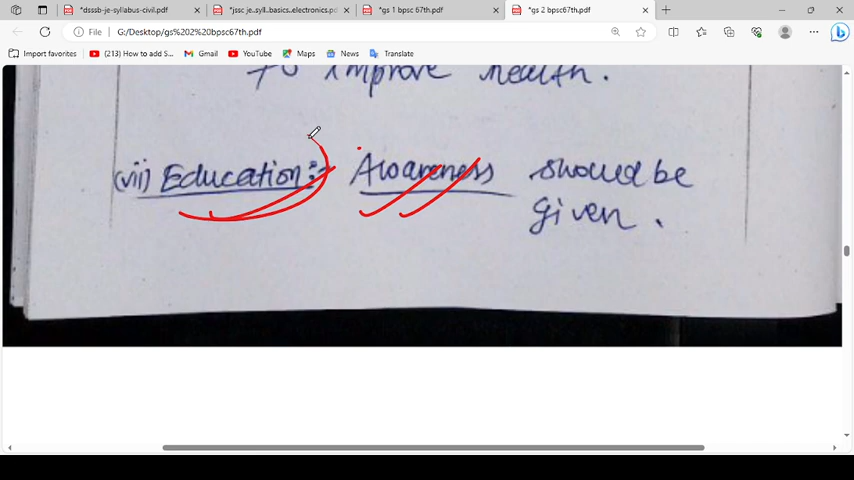 *dsssb-je-syllabus-civil.pdf
*jssc je.syll..basics..electronics.pd
*gs 1 bpsc 67th.pdf
*gs 2 bpsc67th.pdf
File
G:/Desktop/gs%202%20bpsc67th.pdf
Import favorites
(213) How to add S...
Gmail
YouTube
Maps
News
Translate
to improve health.
(vii) Education:- Awareness should be
given.